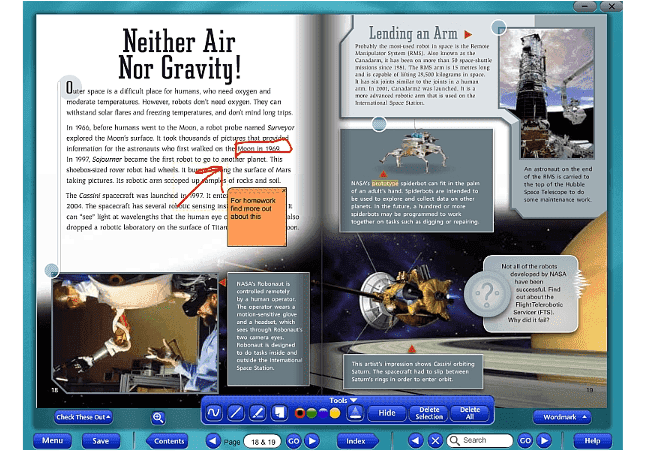 Neither Air
Nor Gravity!
Outer space is a difficult place for humans, who need oxygen and
moderate temperatures. However, robots don't need oxygen. They can
withstand solar flares and freezing temperatures, and don't mind long trips.
In 1966, before humans went to the Moon, a robot probe named Surveyor
explored the Moon's surface. It took thousands of pictures that provided
information for the astronauts who first walked on the Moon in 1969.
In 1997, Sojourner became the first robot to go to another planet. This
shoebox-sized rover robot had wheels. It bu the surface of Mars
taking pictures. Its robotic arm scooped up samples of rocks and soil.
The Cassini spacecraft was launched in 1997. It ente
2004. The spacecraft has several robotic sensing ins It
can "see" light at wavelengths that the human eye c also
dropped a robotic laboratory on the surface of Titan oon.
For homework
find more out
about this
NASA's Robonaut is
controlled remotely
by a human operator.
The operator wears a
motion-sensitive glove
and a headset, which
sees through Robonaut's
two camera eyes.
Robonaut is designed
to do tasks inside and
outside the International
Space Station.
18
Lending an Arm
Probably the most-used robot in space is the Remote
Manipulator System (RMS). Also known as the
Canadarm, it has been on more than 50 space-shuttle
missions since 1981. The RMS arm is 15 metres long
and is capable of lifting 29,500 kilograms in space.
It has six joints similar to the joints in a human
arm. In 2001, Canadarm2 was launched. It is a
more advanced robotic arm that is used on the
International Space Station.
An astronaut on the end
of the RMS is carried to
the top of the Hubble
Space Telescope to do
some maintenance work.
NASA's prototype spiderbot can fit in the palm
of an adult's hand. Spiderbots are intended to
be used to explore and collect data on other
planets. In the future, a hundred or more
spiderbots may be programmed to work
together on tasks such as digging or repairing.
Not all of the robots
developed by NASA
have been
successful. Find
out about the
Flight Telerobotic
Servicer (FTS).
Why did it fail?
?
This artist's impression shows Cassini orbiting
Saturn. The spacecraft had to slip between
Saturn's rings in order to enter orbit.
19
Tools
Check These Out
Hide
Delete
Selection
Delete
All
Wordmark
Menu
Save
Contents
Page
18 & 19
GO
Index
Search
GO
Help